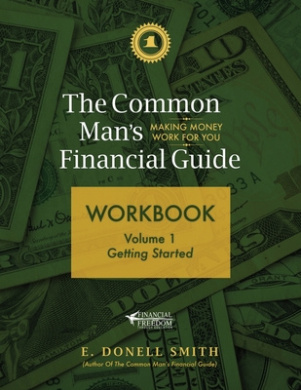 1
The Common
Man's MAKING MONEY
WORK FOR YOU
Financial Guide
WORKBOOK
Volume 1
Getting Started
FINANCIAL
FREEDOM
E. DONELL SMITH
(Author Of The Common Man's Financial Guide)